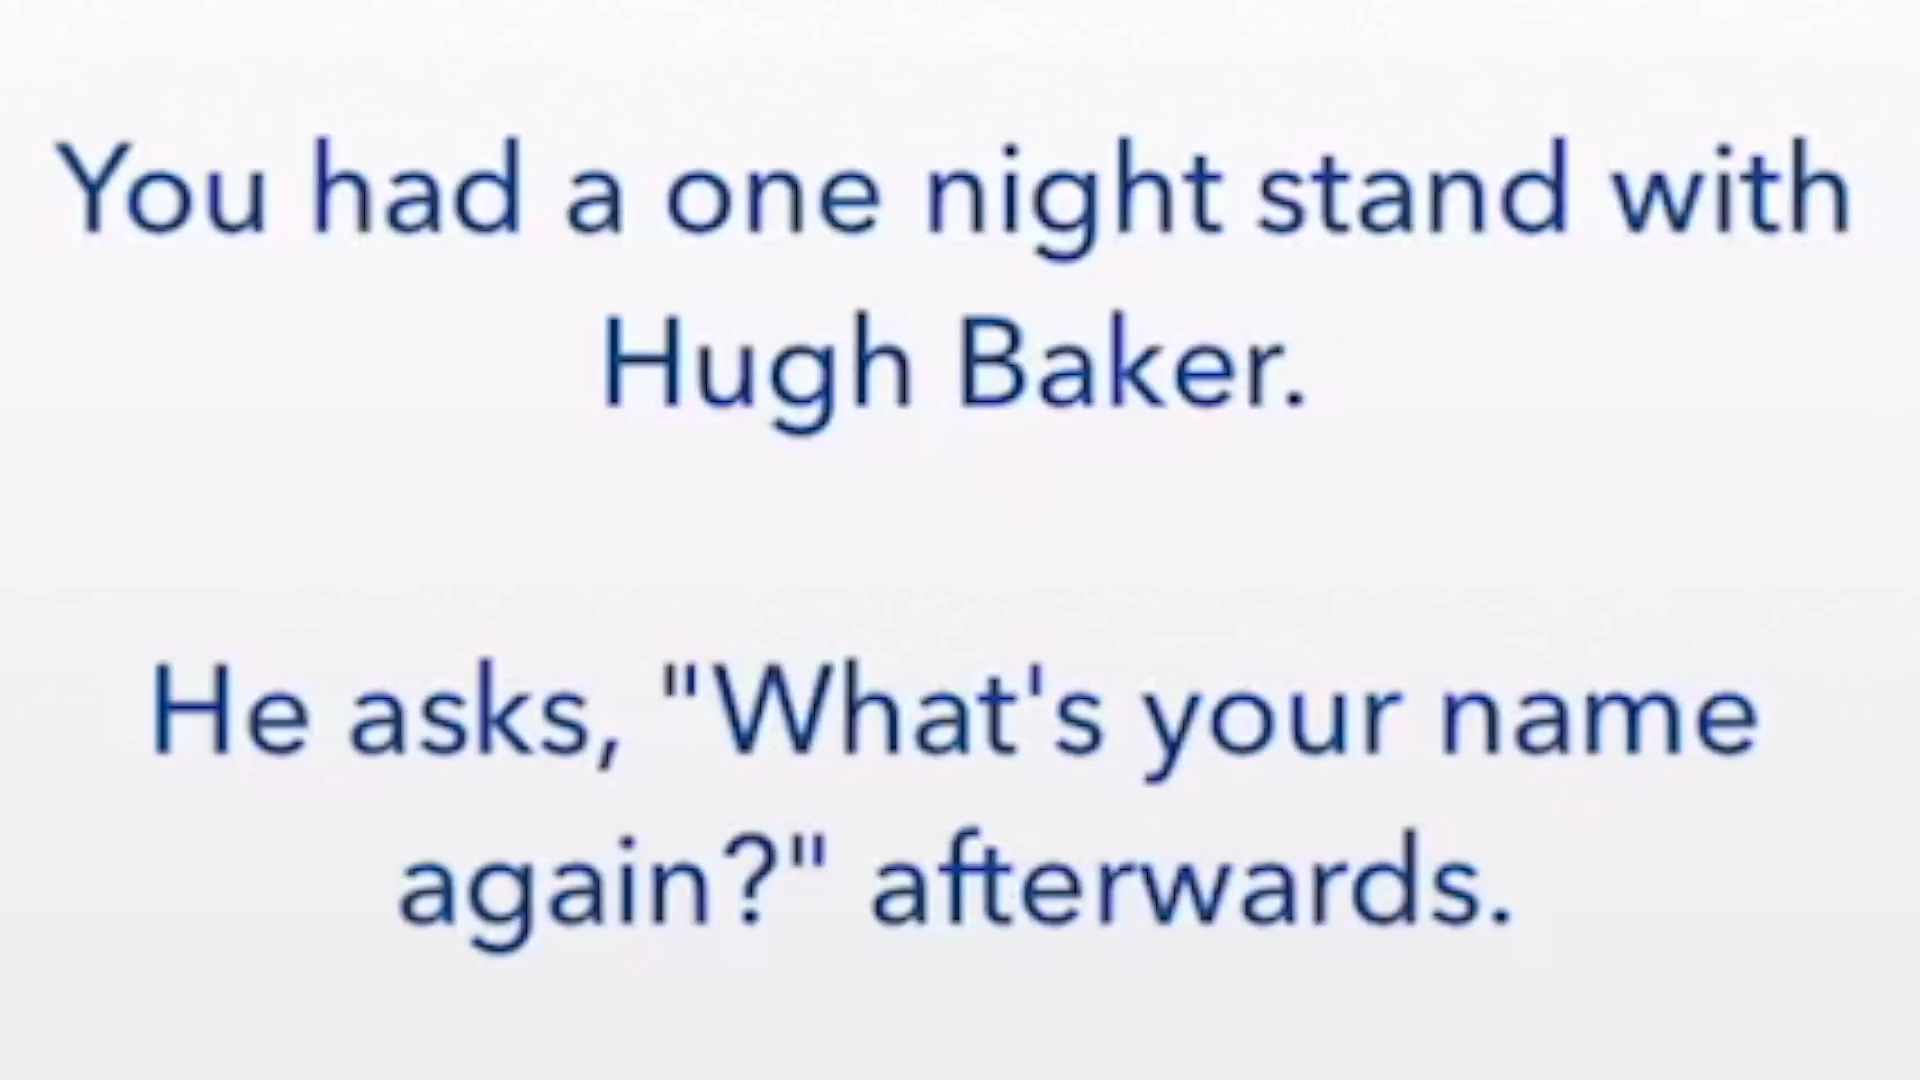 You had a one night stand with
Hugh Baker.
He asks, "What's your name
again?" afterwards.